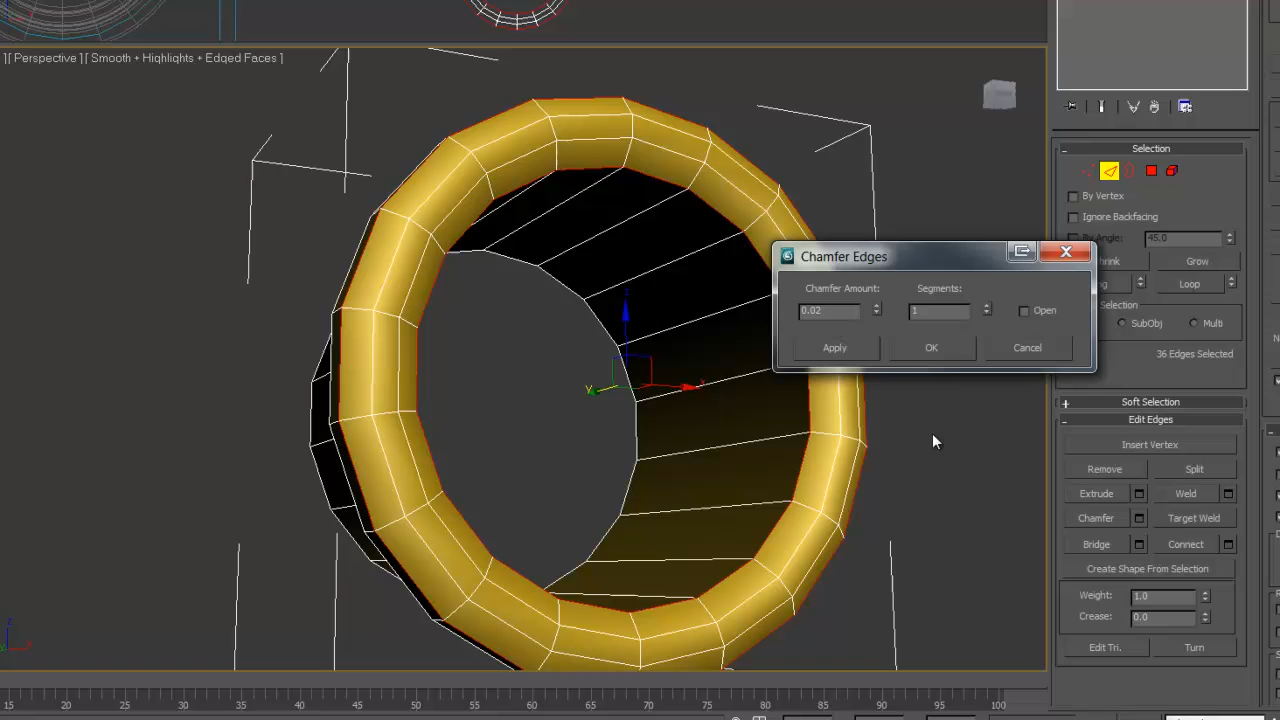 ][ Perspective ][ Smooth + Highlights + Edged Faces ]
Selection
By Vertex
Ignore Backfacing
By Angle: 45.0
Grow
Loop
Selection
SubObj Multi
36 Edges Selected
Chamfer Edges
Chamfer Amount: Segments:
0.02 1 Open
Apply OK Cancel
Soft Selection
Edit Edges
Insert Vertex
Remove Split
Extrude Weld
Chamfer Target Weld
Bridge Connect
Create Shape From Selection
Weight: 1.0
Crease: 0.0
Edit Tri. Turn
15 20 25 30 35 40 45 50 55 60 65 70 75 80 85 90 95 100